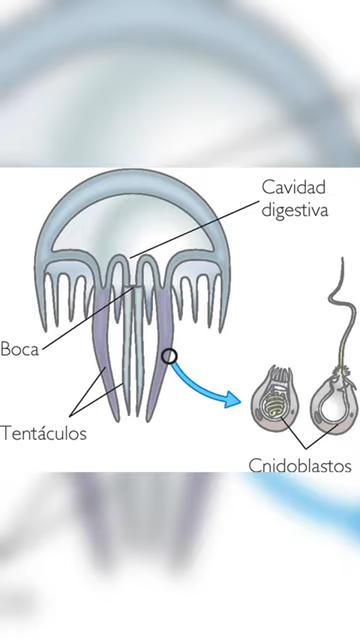 Cavidad
digestiva
Boca
Tentáculos
Cnidoblastos